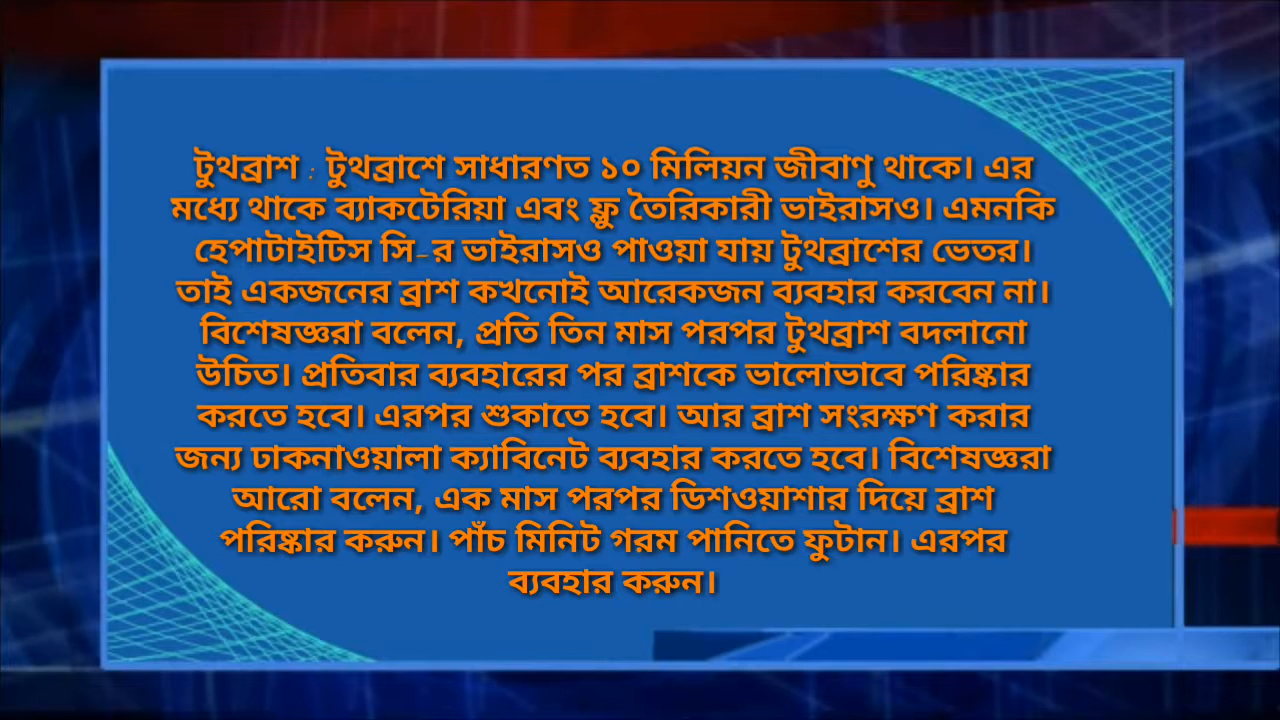 টুথব্রাশ : টুথব্রাশে সাধারণত ১০ মিলিয়ন জীবাণু থাকে। এর
মধ্যে থাকে ব্যাকটেরিয়া এবং ফ্লু তৈরিকারী ভাইরাসও। এমনকি
হেপাটাইটিস সি-র ভাইরাসও পাওয়া যায় টুথব্রাশের ভেতর।
তাই একজনের ব্রাশ কখনোই আরেকজন ব্যবহার করবেন না।
বিশেষজ্ঞরা বলেন, প্রতি তিন মাস পরপর টুথব্রাশ বদলানো
উচিত। প্রতিবার ব্যবহারের পর ব্রাশকে ভালোভাবে পরিষ্কার
করতে হবে। এরপর শুকাতে হবে। আর ব্রাশ সংরক্ষণ করার
জন্য ঢাকনাওয়ালা ক্যাবিনেট ব্যবহার করতে হবে। বিশেষজ্ঞরা
আরো বলেন, এক মাস পরপর ডিশওয়াশার দিয়ে ব্রাশ
পরিষ্কার করুন। পাঁচ মিনিট গরম পানিতে ফুটান। এরপর
ব্যবহার করুন।